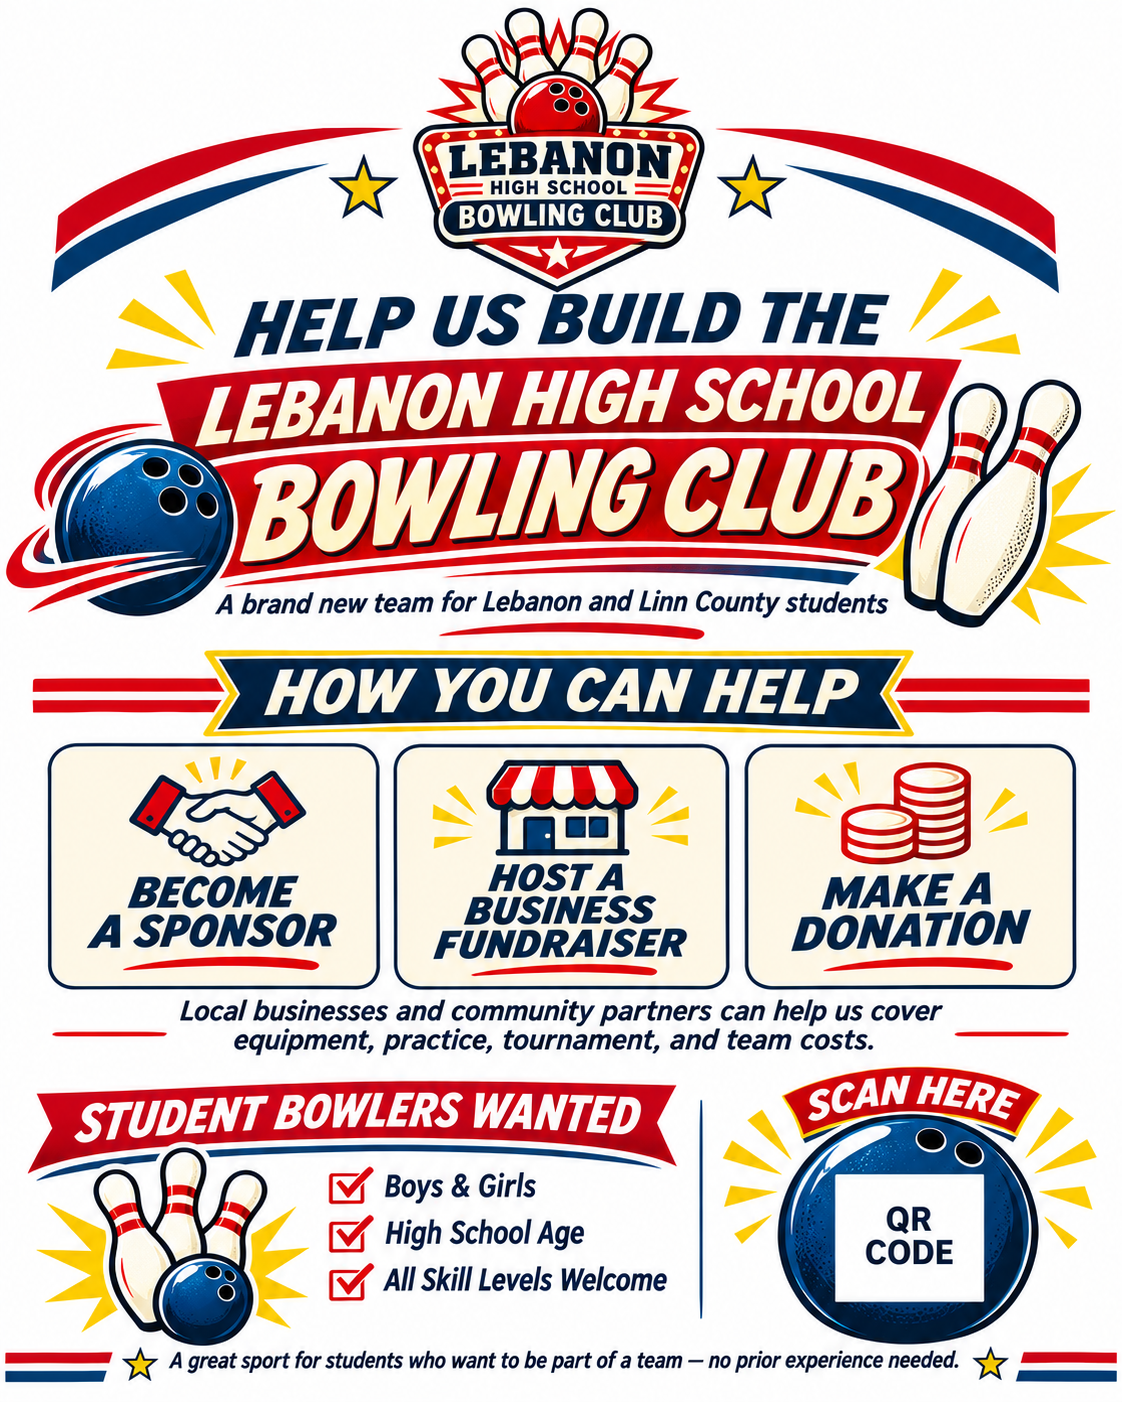 LEBANON
HIGH SCHOOL
BOWLING CLUB
HELP US BUILD THE
LEBANON HIGH SCHOOL
BOWLING CLUB
A brand new team for Lebanon and Linn County students
HOW YOU CAN HELP
BECOME
A SPONSOR
HOST A
BUSINESS
FUNDRAISER
MAKE A
DONATION
Local businesses and community partners can help us cover
equipment, practice, tournament, and team costs.
STUDENT BOWLERS WANTED
Boys & Girls
High School Age
All Skill Levels Welcome
SCAN HERE
QR
CODE
A great sport for students who want to be part of a team — no prior experience needed.